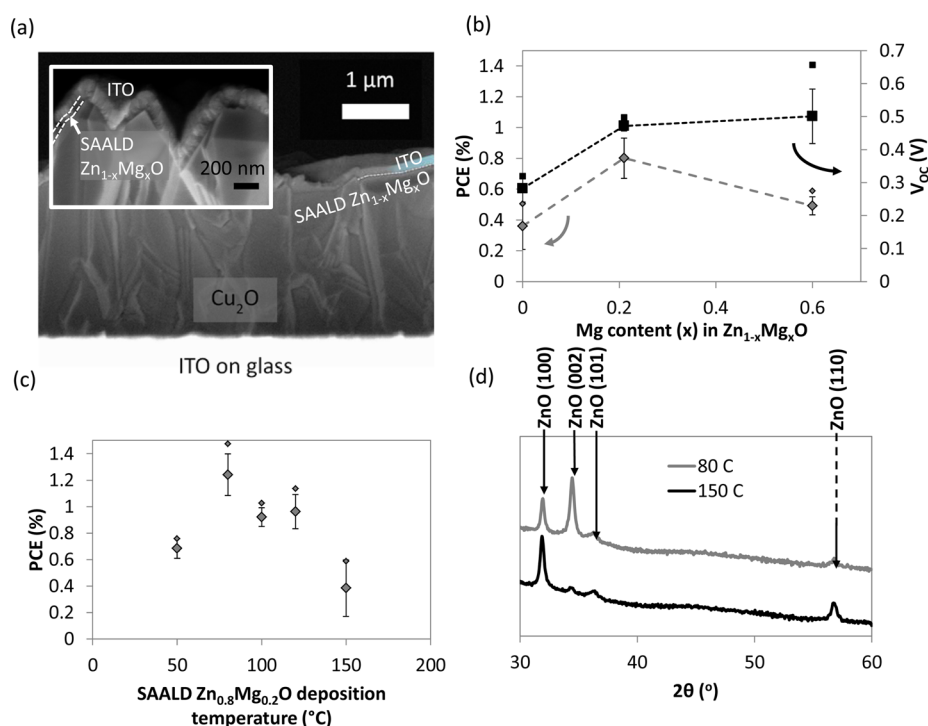 (a)
ITO
SAALD
Zn1-xMgxO
200 nm
1 µm
ITO
SAALD Zn1-xMgxO
Cu2O
ITO on glass
(b)
PCE (%)
1.4
1.2
1
0.8
0.6
0.4
0.2
0
0.7
0.6
0.5
0.4
0.3
0.2
0.1
0
VOC (V)
0
0.2
0.4
0.6
Mg content (x) in Zn1-xMgxO
(c)
PCE (%)
1.4
1.2
1
0.8
0.6
0.4
0.2
0
0
50
100
150
200
SAALD Zn0.8Mg0.2O deposition
temperature (°C)
(d)
ZnO (100)
ZnO (002)
ZnO (101)
ZnO (110)
80 C
150 C
30
40
50
60
2θ (°)